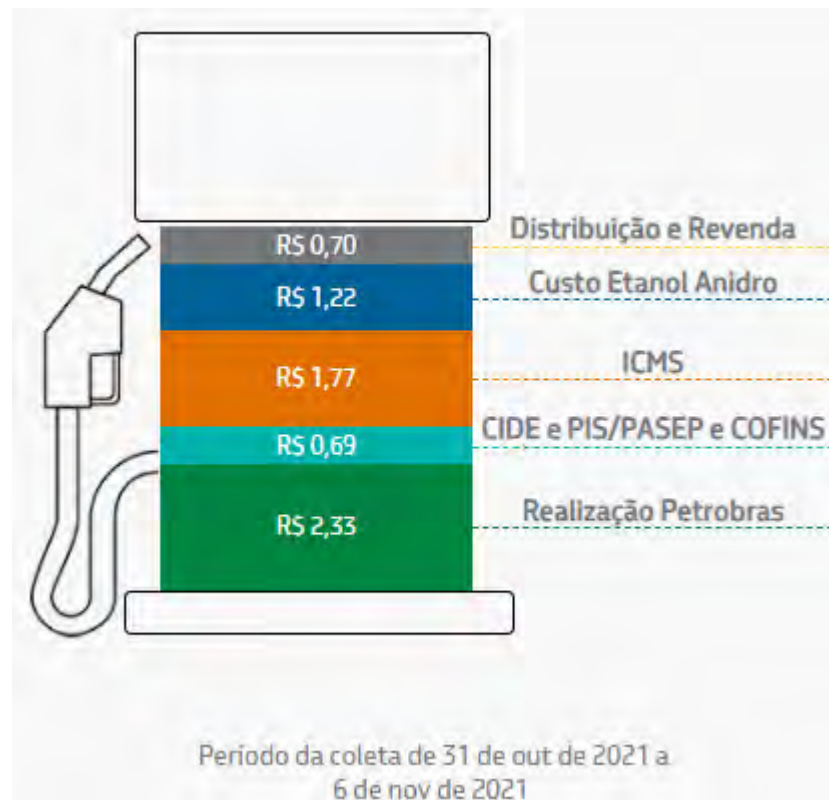 R$ 0,70
Distribuição e Revenda
R$ 1,22
Custo Etanol Anidro
R$ 1,77
ICMS
R$ 0,69
CIDE e PIS/PASEP e COFINS
R$ 2,33
Realização Petrobras
Período da coleta de 31 de out de 2021 a
6 de nov de 2021